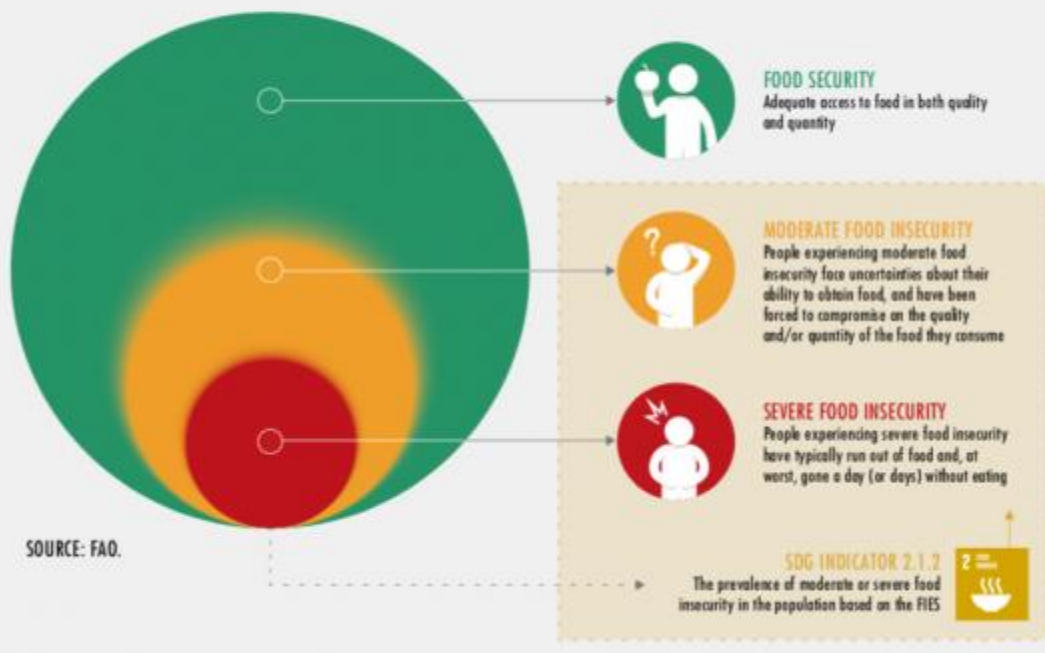 FOOD SECURITY
Adequate access to food in both quality
and quantity
?
MODERATE FOOD INSECURITY
People experiencing moderate food
insecurity face uncertainties about their
ability to obtain food, and have been
forced to compromise on the quality
and/or quantity of the food they consume
SEVERE FOOD INSECURITY
People experiencing severe food insecurity
have typically run out of food and, at
worst, gone a day (or days) without eating
SOURCE: FAO.
SDG INDICATOR 2.1.2
The prevalence of moderate or severe food
insecurity in the population based on the FIES
2